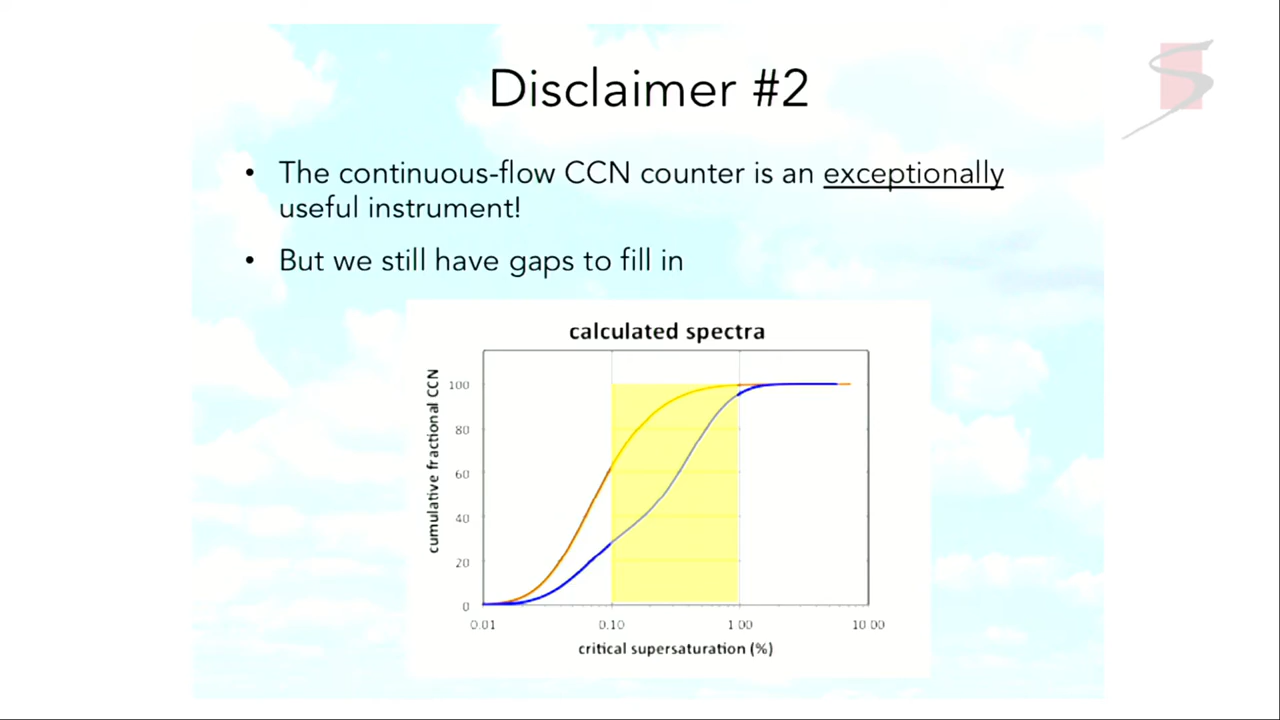 Disclaimer #2
• The continuous-flow CCN counter is an exceptionally
useful instrument!
• But we still have gaps to fill in
calculated spectra
cumulative fractional CCN
100
80
60
40
20
0
0.01 0.10 1 00 10 00
critical supersaturation (%)